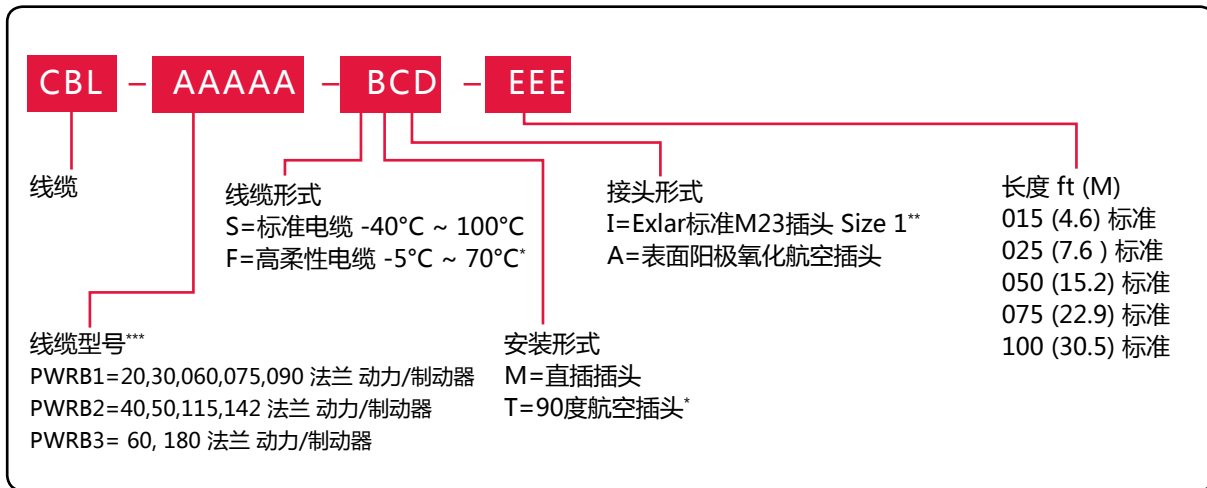 CBL – AAAAA – BCD – EEE
线缆
线缆形式
S=标准电缆 -40°C ~ 100°C
F=高柔性电缆 -5°C ~ 70°C*
接头形式
I=Exlar标准M23插头 Size 1**
A=表面阳极氧化航空插头
长度 ft (M)
015 (4.6) 标准
025 (7.6 ) 标准
050 (15.2) 标准
075 (22.9) 标准
100 (30.5) 标准
线缆型号***
PWRB1=20,30,060,075,090 法兰 动力/制动器
PWRB2=40,50,115,142 法兰 动力/制动器
PWRB3= 60, 180 法兰 动力/制动器
安装形式
M=直插插头
T=90度航空插头*